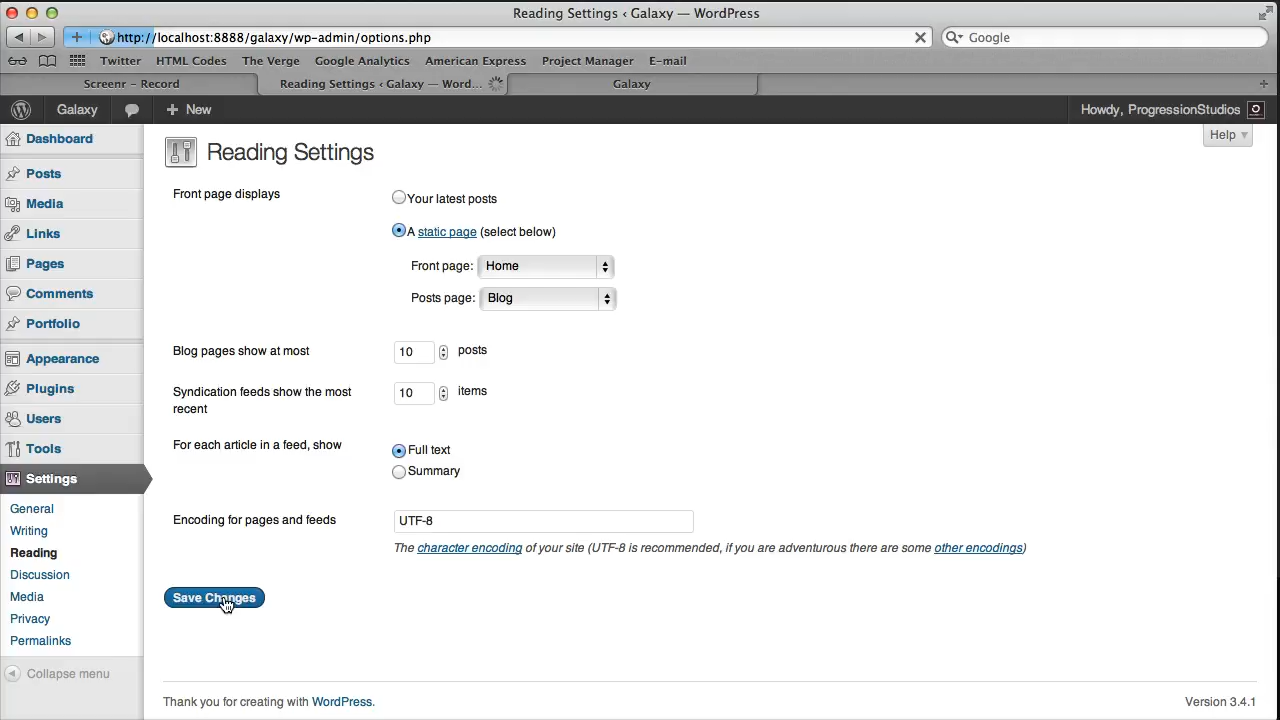 Reading Settings ‹ Galaxy — WordPress
http://localhost:8888/galaxy/wp-admin/options.php
Google
Twitter HTML Codes The Verge Google Analytics American Express Project Manager E-mail
Screenr – Record Reading Settings ‹ Galaxy — Word... Galaxy
Galaxy + New Howdy, ProgressionStudios
Help
Dashboard
Posts
Media
Links
Pages
Comments
Portfolio
Appearance
Plugins
Users
Tools
Settings
General
Writing
Reading
Discussion
Media
Privacy
Permalinks
Collapse menu
Reading Settings
Front page displays
Your latest posts
A static page (select below)
Front page: Home
Posts page: Blog
Blog pages show at most 10 posts
Syndication feeds show the most
recent
10 items
For each article in a feed, show
Full text
Summary
Encoding for pages and feeds UTF-8
The character encoding of your site (UTF-8 is recommended, if you are adventurous there are some other encodings)
Save Changes
Thank you for creating with WordPress. Version 3.4.1